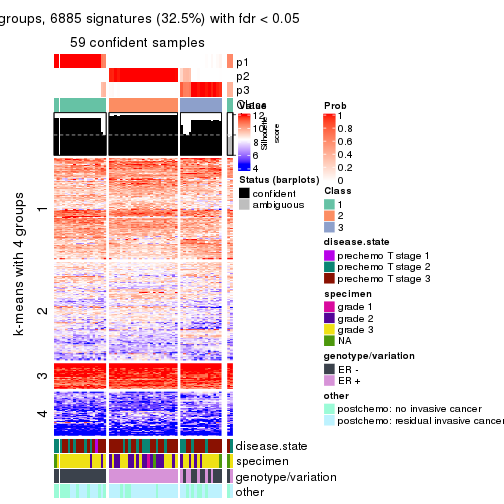 groups, 6885 signatures (32.5%) with fdr < 0.05
59 confident samples
p1
p2
p3
Class
Silhouette
score
k-means with 4 groups
1
2
3
4
disease.state
specimen
genotype/variation
other
Value
12
10
8
6
4
Status (barplots)
confident
ambiguous
Prob
1
0.8
0.6
0.4
0.2
0
Class
1
2
3
disease.state
prechemo T stage 1
prechemo T stage 2
prechemo T stage 3
specimen
grade 1
grade 2
grade 3
NA
genotype/variation
ER -
ER +
other
postchemo: no invasive cancer
postchemo: residual invasive cancer